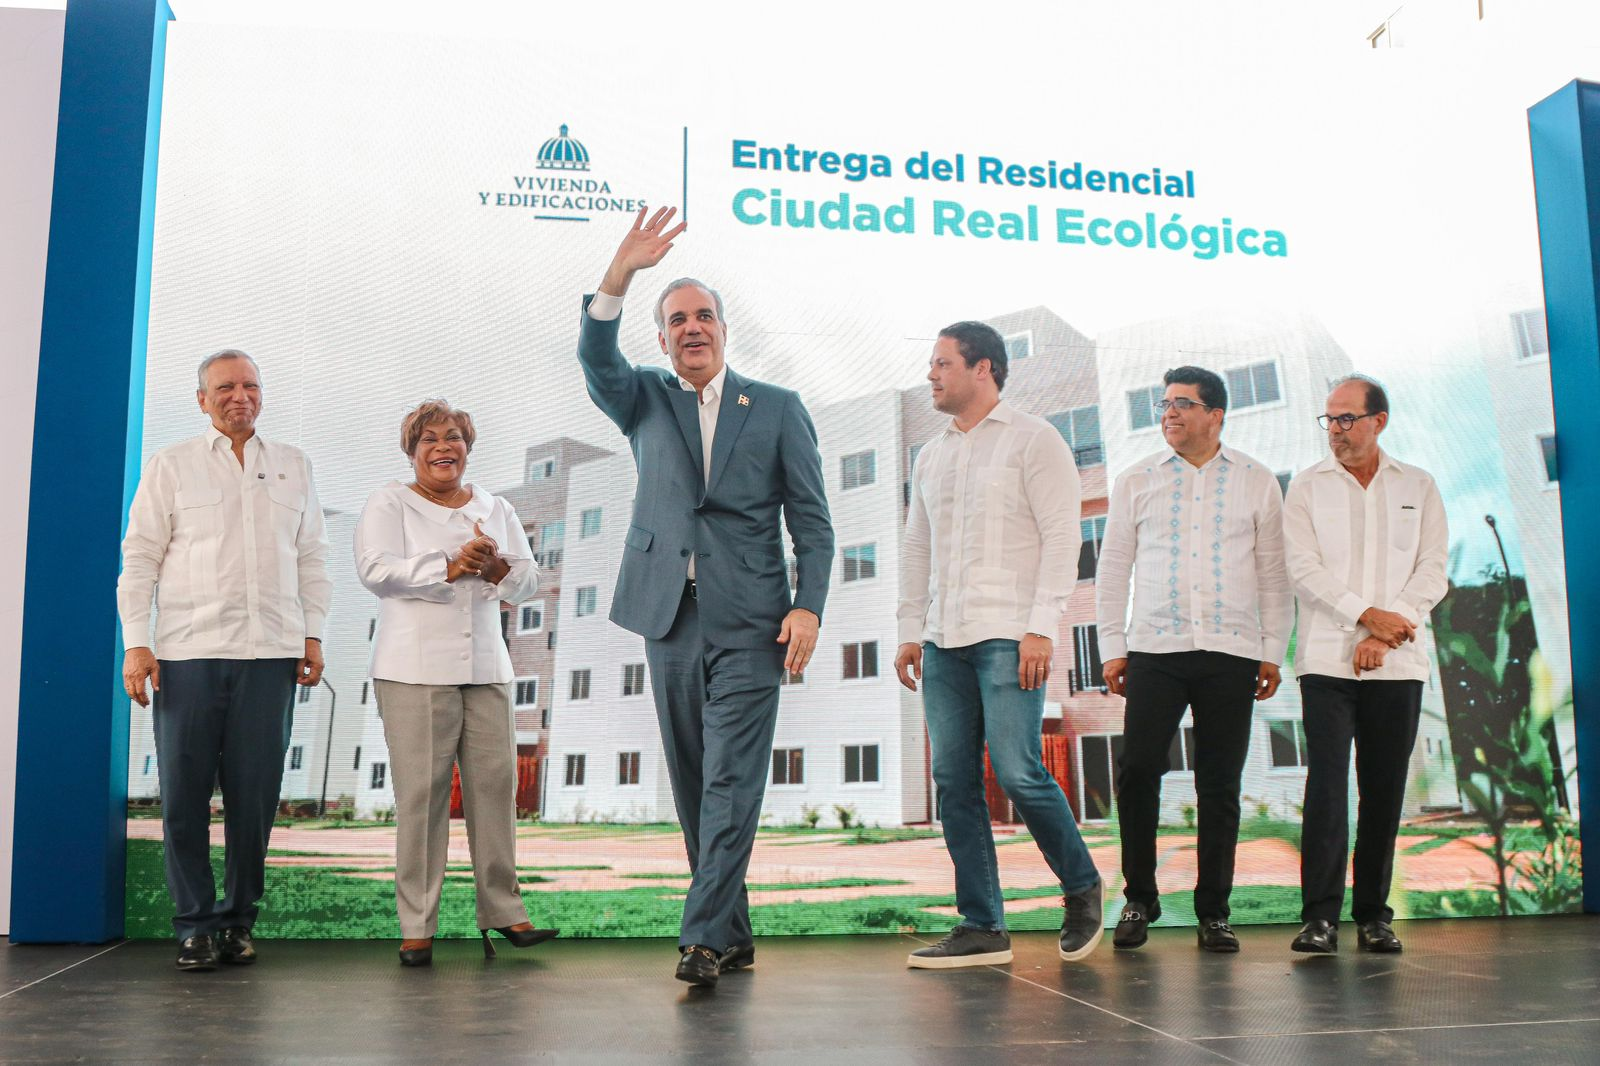 VIVIENDA
Y EDIFICACIONES
Entrega del Residencial
Ciudad Real Ecológica